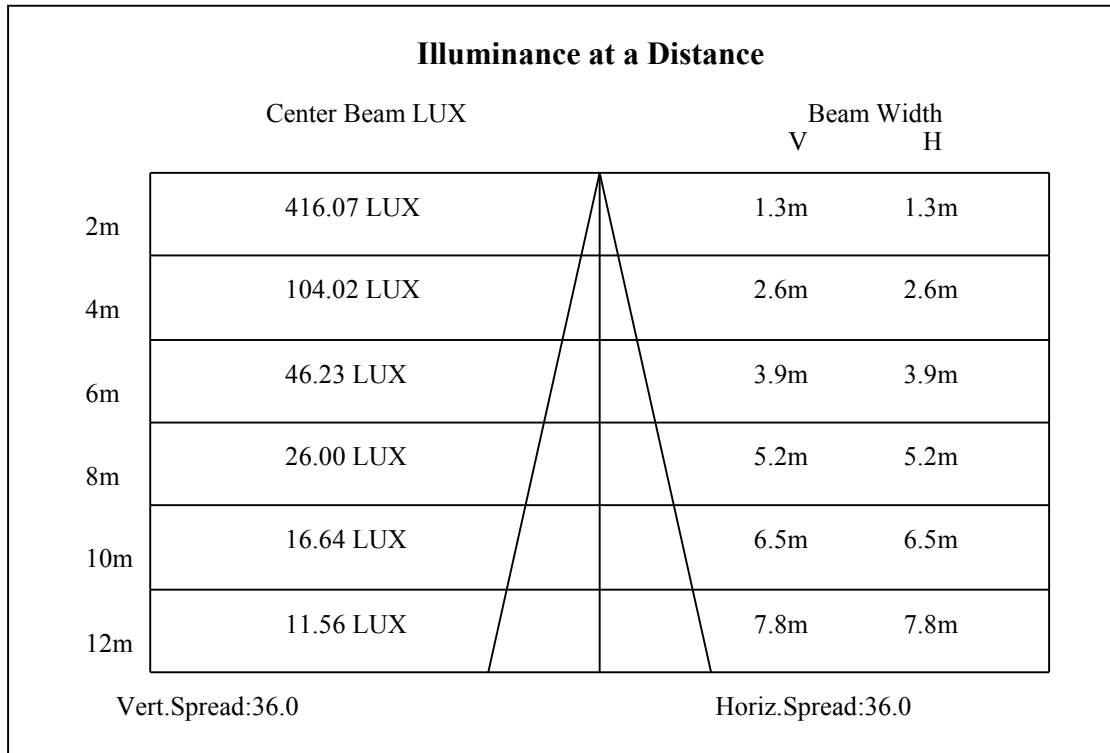 Illuminance at a Distance
Center Beam LUX Beam Width
V H
2m 416.07 LUX 1.3m 1.3m
4m 104.02 LUX 2.6m 2.6m
6m 46.23 LUX 3.9m 3.9m
8m 26.00 LUX 5.2m 5.2m
10m 16.64 LUX 6.5m 6.5m
12m 11.56 LUX 7.8m 7.8m
Vert.Spread:36.0 Horiz.Spread:36.0